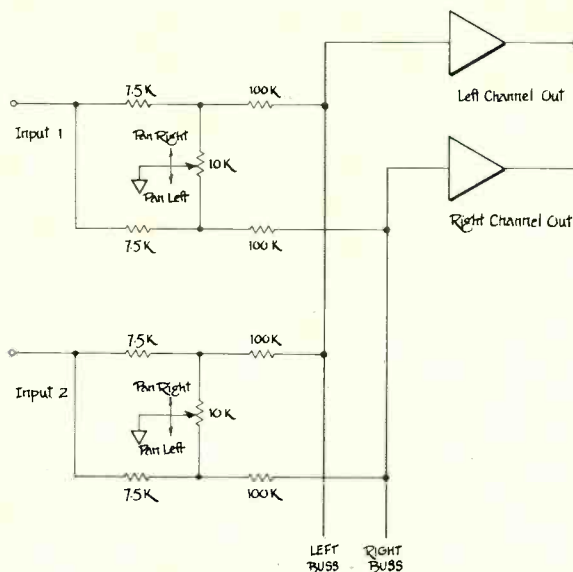 Left Channel Out
Right Channel Out
7.5K
100K
Input 1
Pan Right
10K
Pan Left
7.5K
100K
7.5K
100K
Input 2
Pan Right
10K
Pan Left
7.5K
100K
LEFT
BUSS
RIGHT
BUSS